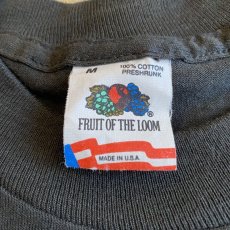 M
100% COTTON
PRESHRUNK
®
FRUIT OF THE LOOM
MADE IN U.S.A.